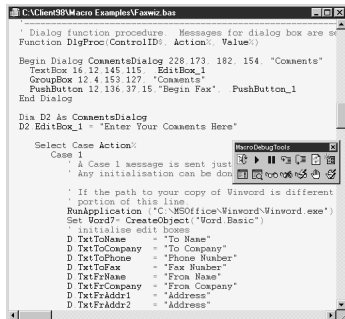 C:\Client98\Macro Examples\Faxwiz.bas
' Dialog function procedure. Messages for dialog box are se
Function DlgProc(ControlID%, Action%, Value%)
Begin Dialog CommentsDialog 228,173, 182, 154, "Comments"
TextBox 16,12,145,115, .EditBox_1
GroupBox 12,4,153,127, "Comments"
PushButton 12,136,37,15,"Begin Fax", .PushButton_1
End Dialog
Dim D2 As CommentsDialog
D2 EditBox_1 = "Enter Your Comments Here"
Select Case Action%
Case 1
MacroDebugTools
' A Case 1 message is sent just
' Any initialisation can be don
' If the path to your copy of Winword is different
' portion of this line.
RunApplication ("C:\MSOffice\Winword\Winword.exe")
Set Word7= CreateObject("Word.Basic")
' initialise edit boxes
D TxtToName = "To Name"
D TxtToCompany = "To Company"
D TxtToPhone = "Phone Number"
D TxtToFax = "Fax Number"
D TxtFrName = "From Name"
D TxtFrCompany = "From Company"
D TxtFrAddr1 = "Address"
D TxtFrAddr2 = "Address"